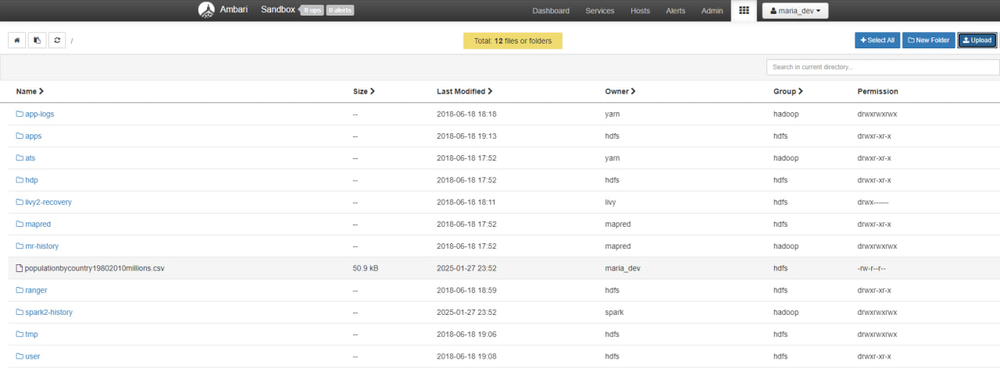 Ambari Sandbox 0 ops 0 alerts Dashboard Services Hosts Alerts Admin maria_dev
/ Total: 12 files or folders Select All New Folder Upload
Search in current directory...
Name Size Last Modified Owner Group Permission
app-logs -- 2018-06-18 18:18 yarn hadoop drwxrwxrwx
apps -- 2018-06-18 19:13 hdfs hdfs drwxr-xr-x
ats -- 2018-06-18 17:52 yarn hadoop drwxr-xr-x
hdp -- 2018-06-18 17:52 hdfs hdfs drwxr-xr-x
livy2-recovery -- 2018-06-18 18:11 livy hdfs drwx------
mapred -- 2018-06-18 17:52 mapred hdfs drwxr-xr-x
mr-history -- 2018-06-18 17:52 mapred hadoop drwxrwxrwx
populationbycountry19802010millions.csv 50.9 kB 2025-01-27 23:52 maria_dev hdfs -rw-r--r--
ranger -- 2018-06-18 18:59 hdfs hdfs drwxr-xr-x
spark2-history -- 2025-01-27 23:52 spark hadoop drwxrwxrwx
tmp -- 2018-06-18 19:06 hdfs hdfs drwxrwxrwx
user -- 2018-06-18 19:08 hdfs hdfs drwxr-xr-x